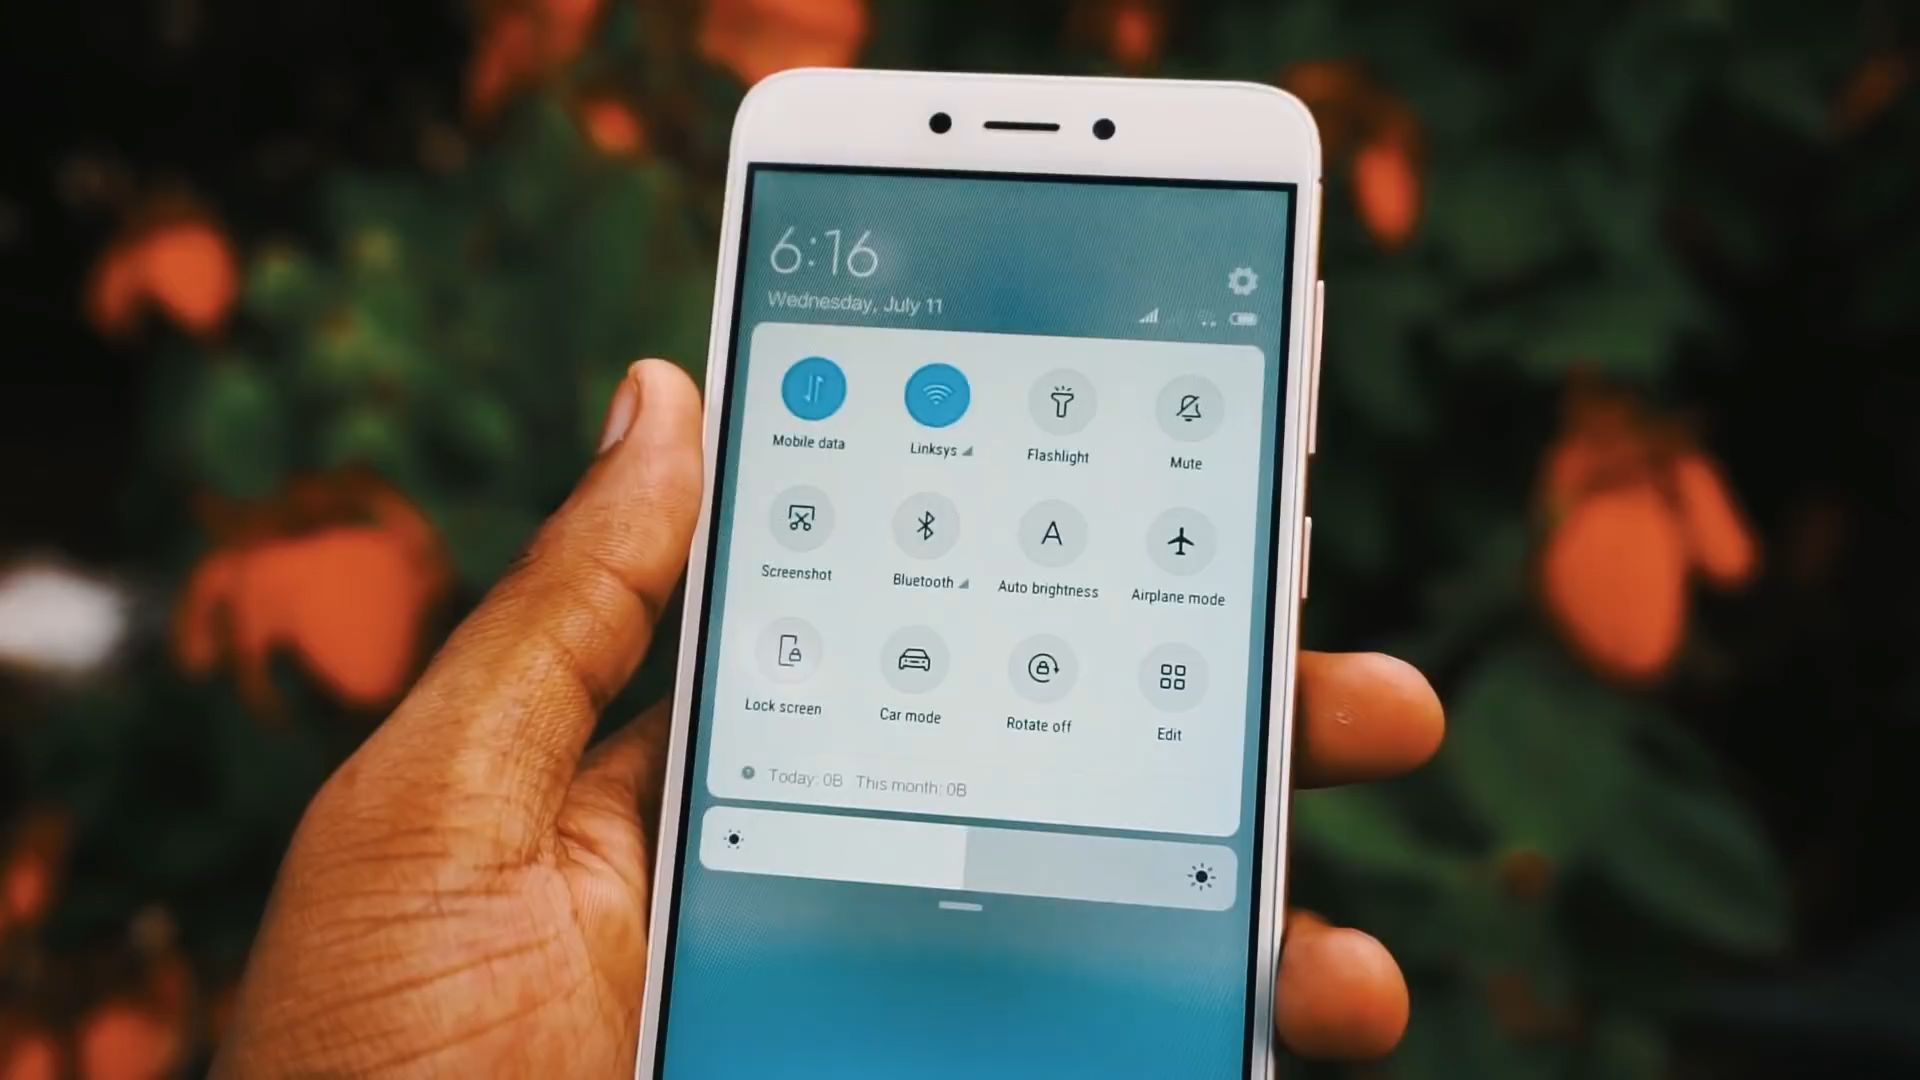 6:16
Wednesday, July 11
Mobile data
Linksys
Flashlight
Mute
Screenshot
Bluetooth
A
Auto brightness
Airplane mode
Lock screen
Car mode
Rotate off
Edit
Today: 0B This month: 0B